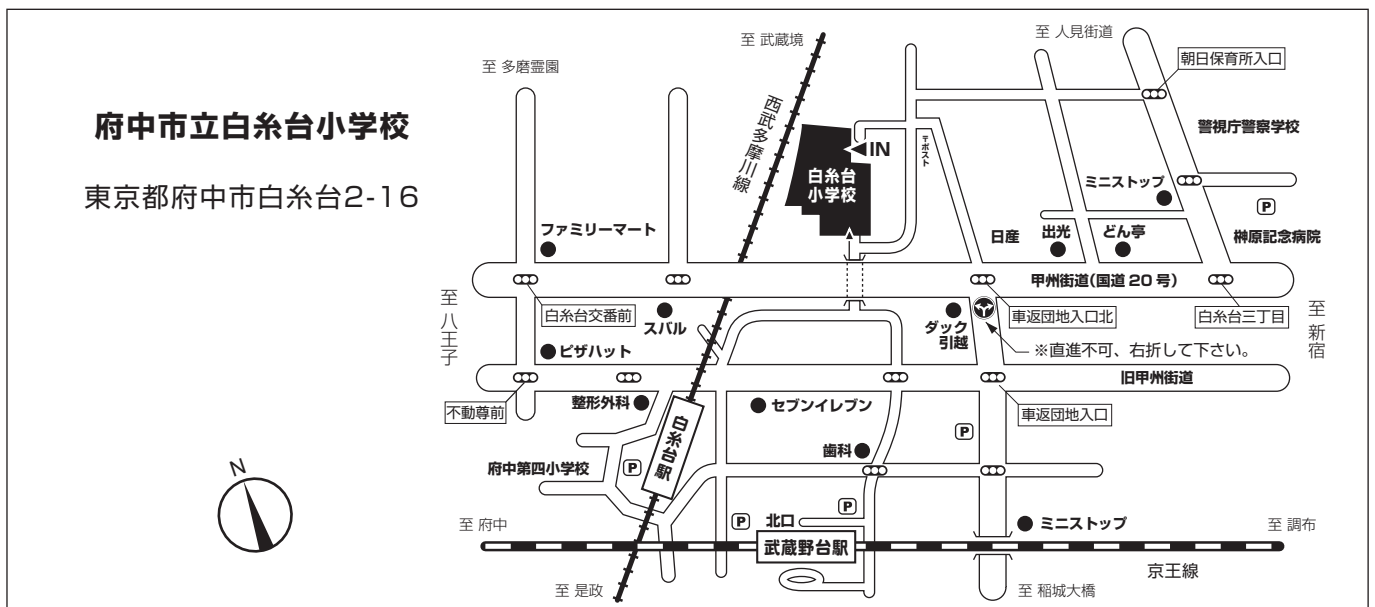 府中市立白糸台小学校
東京都府中市白糸台2-16
至 多磨霊園
至 武蔵境
至 人見街道
朝日保育所入口
西武多摩川線
警視庁警察学校
IN
〒ポスト
白糸台
小学校
ミニストップ
P
ファミリーマート
日産
出光
どん亭
榊原記念病院
甲州街道(国道20号)
至 八王子
白糸台交番前
スバル
ダック
引越
車返団地入口北
白糸台三丁目
至 新宿
※直進不可、右折して下さい。
ピザハット
旧甲州街道
不動尊前
整形外科
セブンイレブン
車返団地入口
白糸台駅
歯科
P
府中第四小学校
P
N
P
至 府中
P
北口
ミニストップ
至 調布
武蔵野台駅
京王線
至 是政
至 稲城大橋